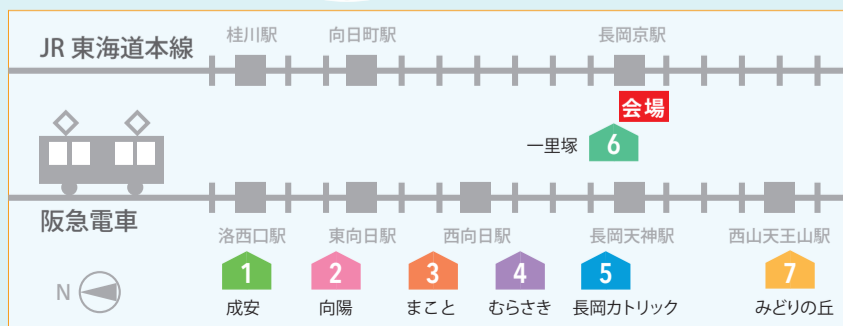 JR 東海道本線
桂川駅
向日町駅
長岡京駅
会場
一里塚
6
阪急電車
洛西口駅
東向日駅
西向日駅
長岡天神駅
西山天王山駅
1
2
3
4
5
7
N
成安
向陽
まこと
むらさき
長岡カトリック
みどりの丘